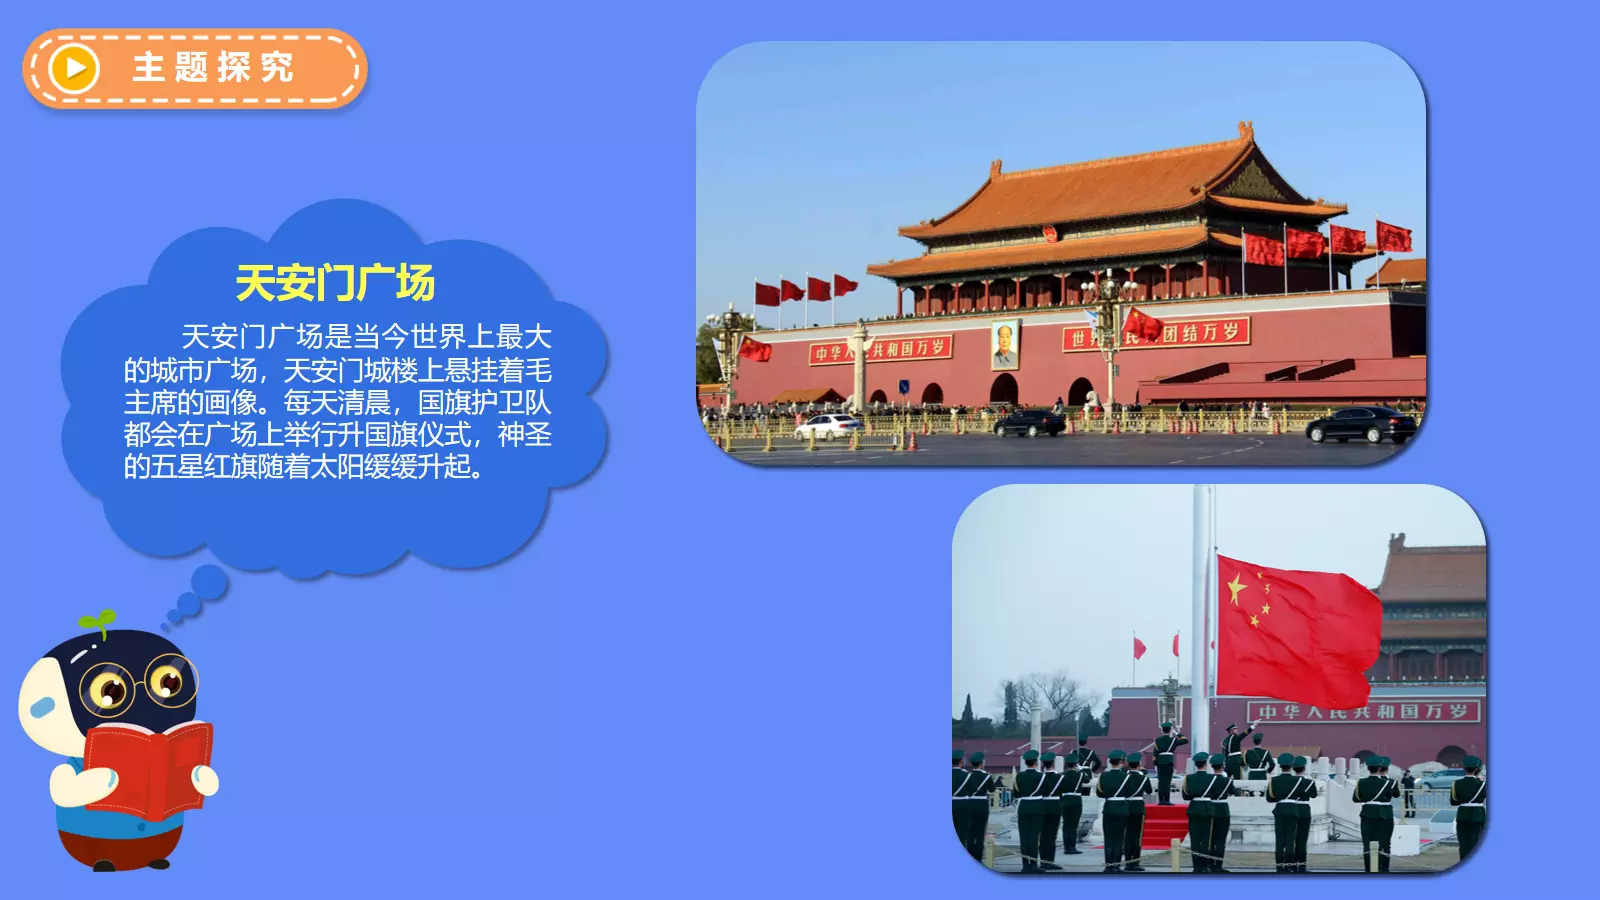 主题探究
天安门广场
天安门广场是当今世界上最大
的城市广场，天安门城楼上悬挂着毛
主席的画像。每天清晨，国旗护卫队
都会在广场上举行升国旗仪式，神圣
的五星红旗随着太阳缓缓升起。
中华人共和国万岁
世界民团结万岁
中华人民共和国万岁